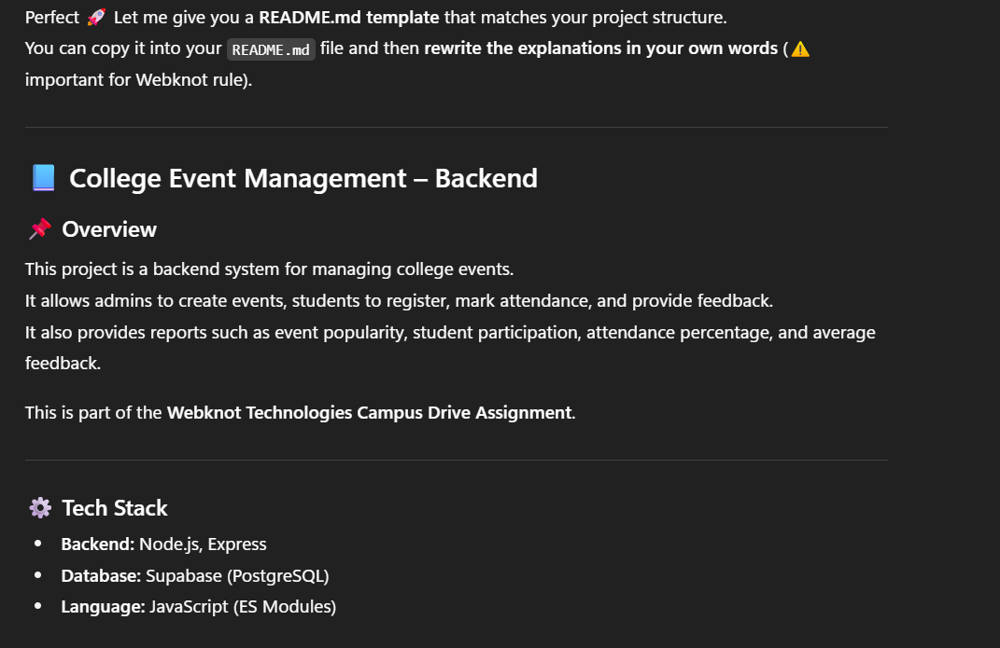 Perfect 🚀 Let me give you a README.md template that matches your project structure.
You can copy it into your README.md file and then rewrite the explanations in your own words (⚠️
important for Webknot rule).
📘 College Event Management – Backend
📌 Overview
This project is a backend system for managing college events.
It allows admins to create events, students to register, mark attendance, and provide feedback.
It also provides reports such as event popularity, student participation, attendance percentage, and average
feedback.
This is part of the Webknot Technologies Campus Drive Assignment.
⚙️ Tech Stack
• Backend: Node.js, Express
• Database: Supabase (PostgreSQL)
• Language: JavaScript (ES Modules)